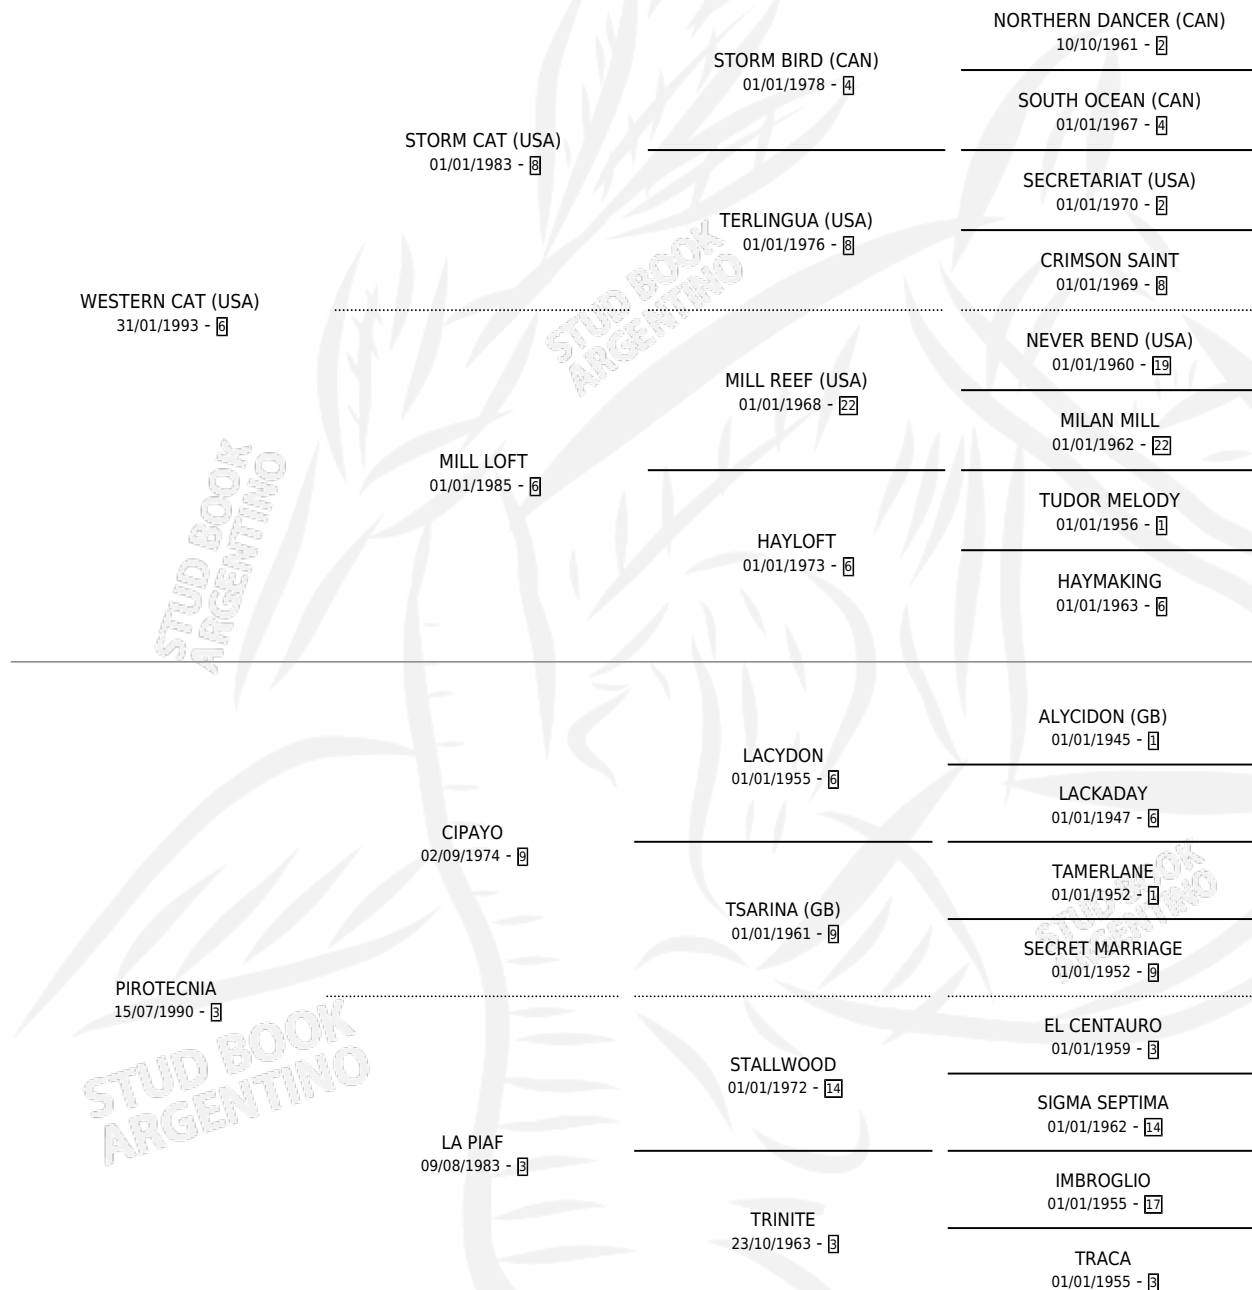 NORTHERN DANCER (CAN)
10/10/1961 - 2
STORM BIRD (CAN)
01/01/1978 - 4
SOUTH OCEAN (CAN)
01/01/1967 - 4
STORM CAT (USA)
01/01/1983 - 8
SECRETARIAT (USA)
01/01/1970 - 2
TERLINGUA (USA)
01/01/1976 - 8
CRIMSON SAINT
01/01/1969 - 8
WESTERN CAT (USA)
31/01/1993 - 6
NEVER BEND (USA)
01/01/1960 - 19
MILL REEF (USA)
01/01/1968 - 22
MILAN MILL
01/01/1962 - 22
MILL LOFT
01/01/1985 - 6
TUDOR MELODY
01/01/1956 - 1
HAYLOFT
01/01/1973 - 6
HAYMAKING
01/01/1963 - 6
ALYCIDON (GB)
01/01/1945 - 1
LACYDON
01/01/1955 - 6
LACKADAY
01/01/1947 - 6
CIPAYO
02/09/1974 - 9
TAMERLANE
01/01/1952 - 1
TSARINA (GB)
01/01/1961 - 9
SECRET MARRIAGE
01/01/1952 - 9
PIROTECNIA
15/07/1990 - 3
EL CENTAURO
01/01/1959 - 3
STALLWOOD
01/01/1972 - 14
SIGMA SEPTIMA
01/01/1962 - 14
LA PIAF
09/08/1983 - 3
IMBROGLIO
01/01/1955 - 17
TRINITE
23/10/1963 - 3
TRACA
01/01/1955 - 3
STUD BOOK
ARGENTINO
STUD BOOK
ARGENTINO
STUD BOOK
ARGENTINO
STUD BOOK
ARGENTINO